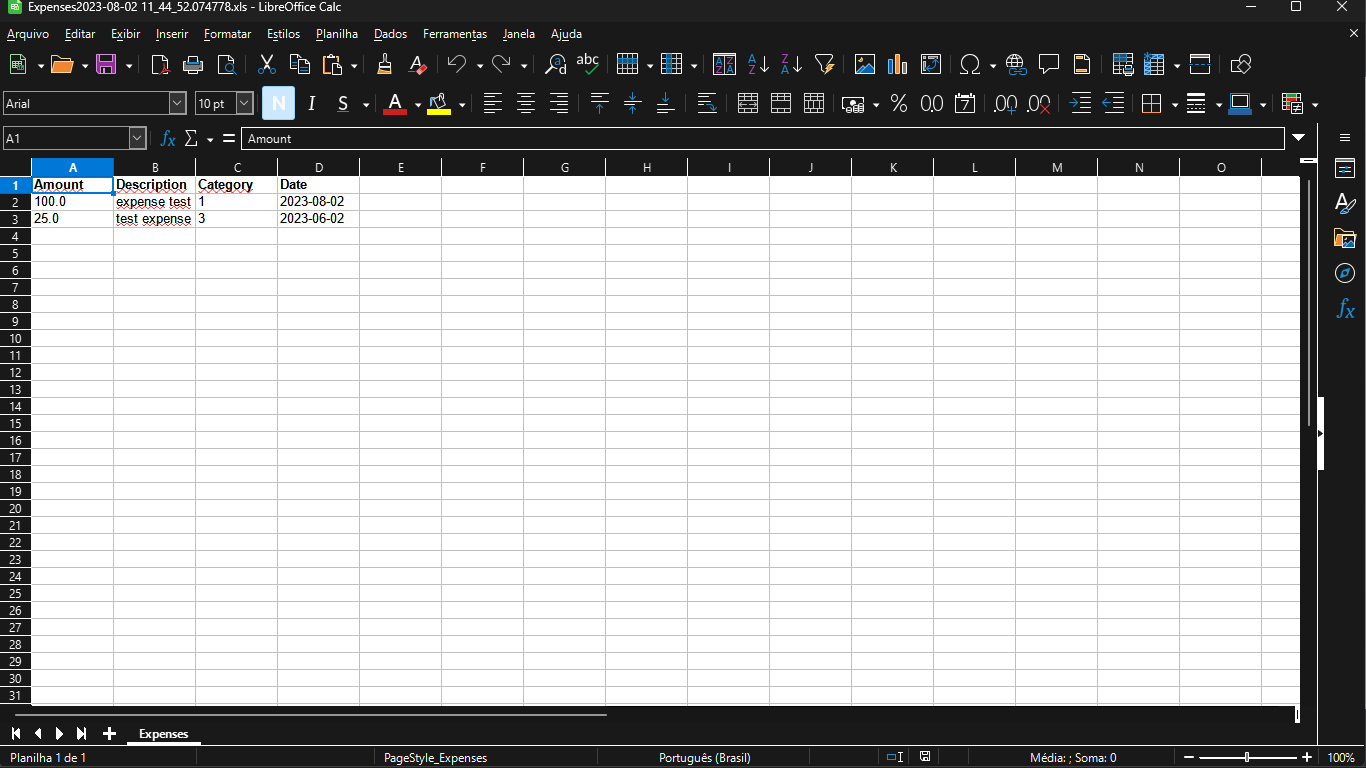 Expenses2023-08-02 11_44_52.074778.xls - LibreOffice Calc
Arquivo Editar Exibir Inserir Formatar Estilos Planilha Dados Ferramentas Janela Ajuda
Arial 10 pt N I S A
A1 fx Σ = Amount
A B C D E F G H I J K L M N O
1 Amount Description Category Date
2 100.0 expense test 1 2023-08-02
3 25.0 test expense 3 2023-06-02
4
5
6
7
8
9
10
11
12
13
14
15
16
17
18
19
20
21
22
23
24
25
26
27
28
29
30
31
Expenses
Planilha 1 de 1 PageStyle_Expenses Português (Brasil) Média: ; Soma: 0 100%